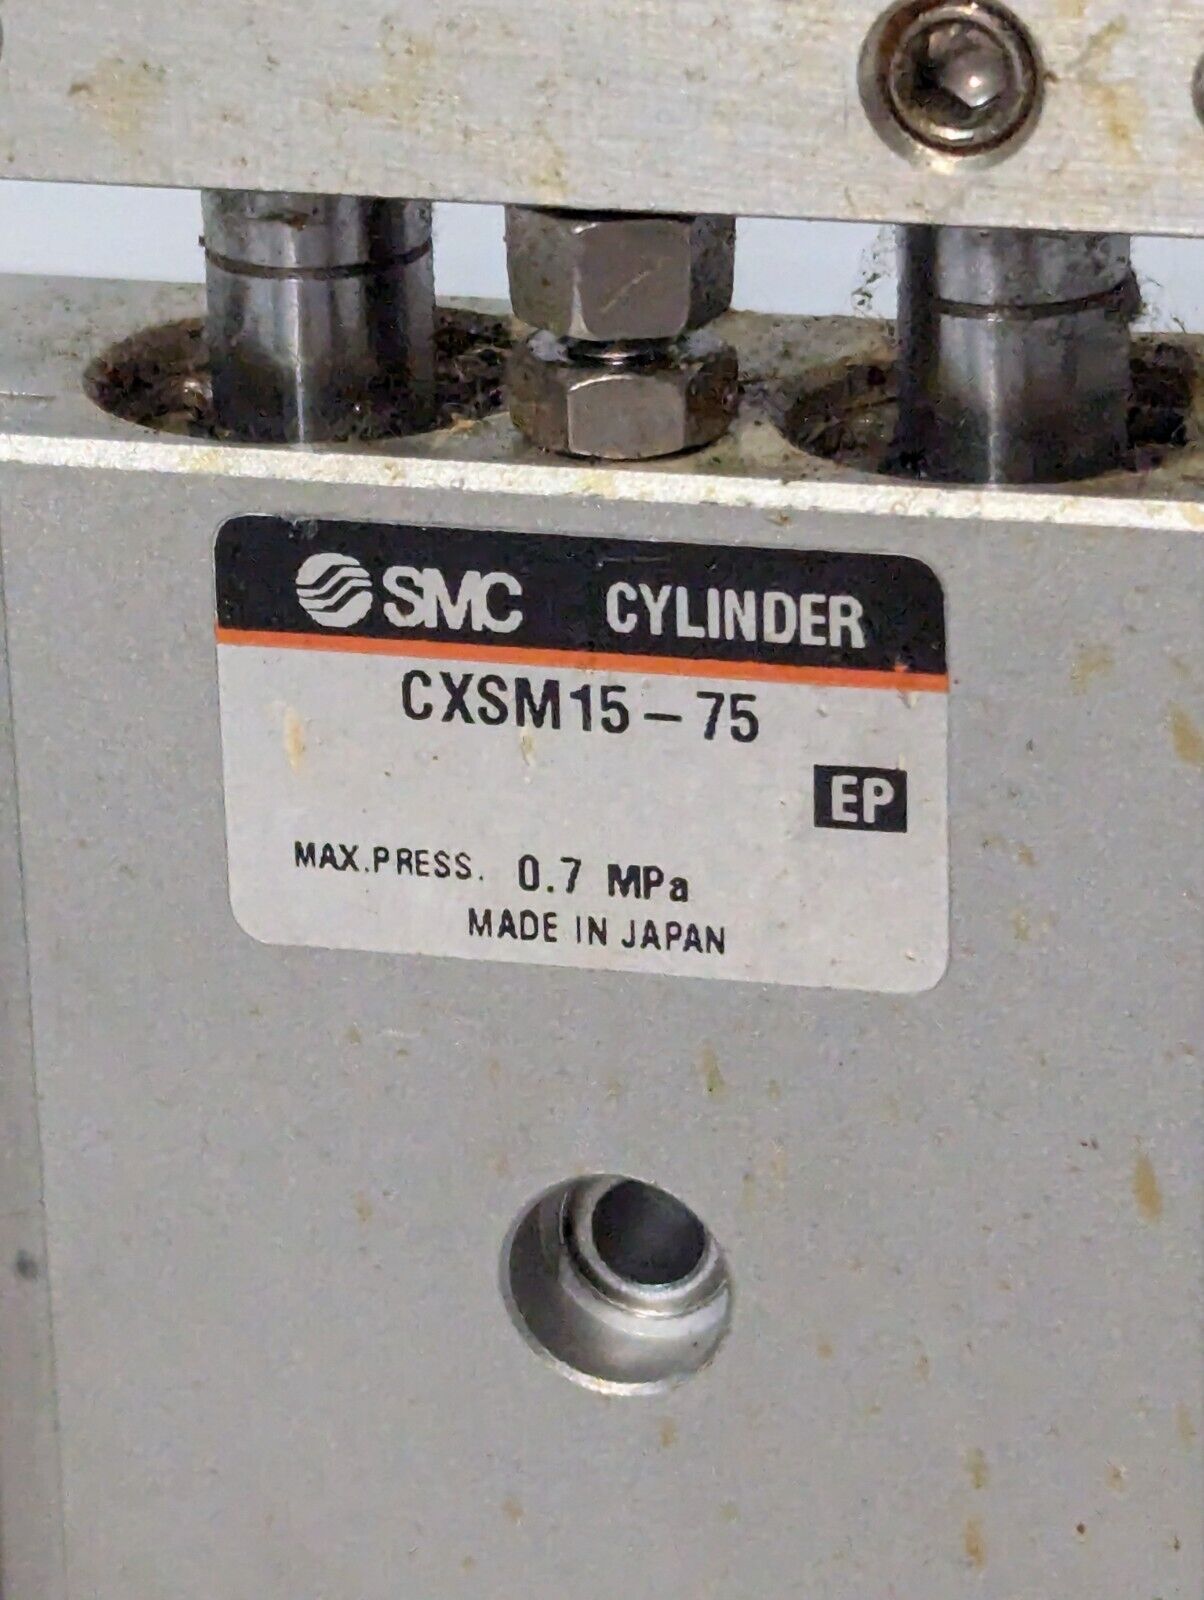 SMC CYLINDER
CXSM15-75
EP
MAX.PRESS. 0.7 MPa
MADE IN JAPAN